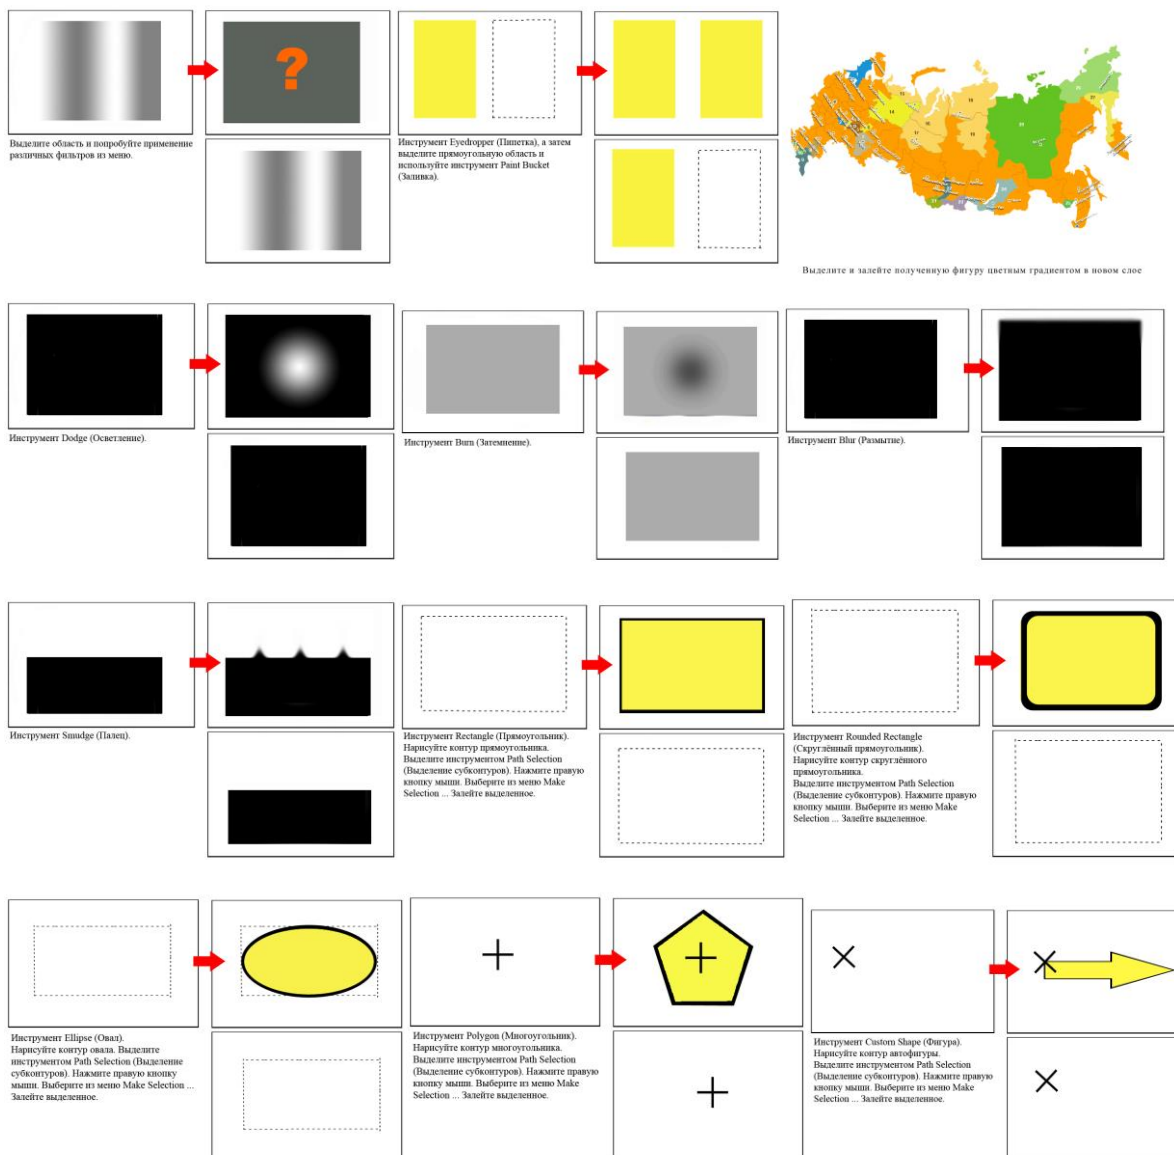 ?
Выделите область и попробуйте применение
различных фильтров из меню.
Инструмент Eyedropper (Пипетка), а затем
выделите прямоугольную область и
используйте инструмент Paint Bucket
(Заливка).
Выделите и залейте полученную фигуру цветным градиентом в новом слое
Инструмент Dodge (Осветление).
Инструмент Burn (Затемнение).
Инструмент Blur (Размытие).
Инструмент Smudge (Палец).
Инструмент Rectangle (Прямоугольник).
Нарисуйте контур прямоугольника.
Выделите инструментом Path Selection
(Выделение субконтуров). Нажмите правую
кнопку мыши. Выберите из меню Make
Selection ... Залейте выделенное.
Инструмент Rounded Rectangle
(Скруглённый прямоугольник).
Нарисуйте контур скруглённого
прямоугольника.
Выделите инструментом Path Selection
(Выделение субконтуров). Нажмите правую
кнопку мыши. Выберите из меню Make
Selection ... Залейте выделенное.
Инструмент Ellipse (Овал).
Нарисуйте контур овала. Выделите
инструментом Path Selection (Выделение
субконтуров). Нажмите правую кнопку
мыши. Выберите из меню Make Selection ...
Залейте выделенное.
Инструмент Polygon (Многоугольник).
Нарисуйте контур многоугольника.
Выделите инструментом Path Selection
(Выделение субконтуров). Нажмите правую
кнопку мыши. Выберите из меню Make
Selection ... Залейте выделенное.
Инструмент Custom Shape (Фигура).
Нарисуйте контур автофигуры.
Выделите инструментом Path Selection
(Выделение субконтуров). Нажмите правую
кнопку мыши. Выберите из меню Make
Selection ... Залейте выделенное.